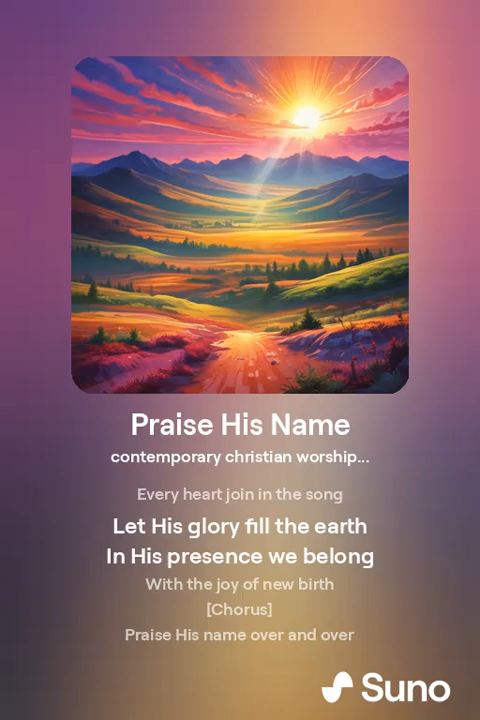 Praise His Name
contemporary christian worship...
Every heart join in the song
Let His glory fill the earth
In His presence we belong
With the joy of new birth
[Chorus]
Praise His name over and over
Suno